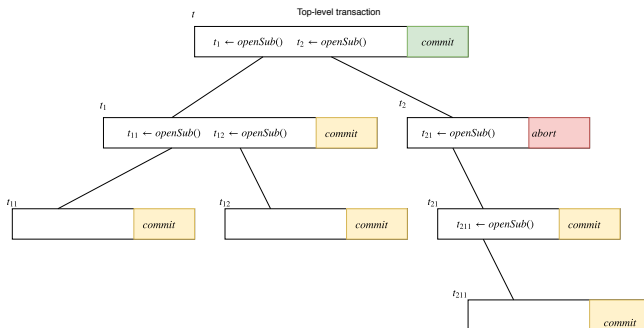 t Top-level transaction
t₁ ← openSub() t₂ ← openSub() commit
t₁ t₂
t₁₁ ← openSub() t₁₂ ← openSub() commit t₂₁ ← openSub() abort
t₁₁ t₁₂ t₂₁
commit commit t₂₁₁ ← openSub() commit
t₂₁₁
commit